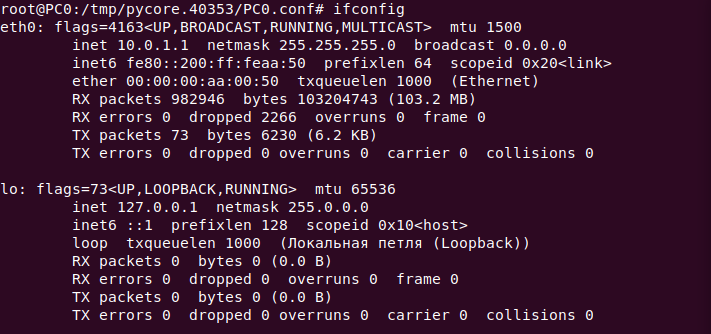 root@PC0:/tmp/pycore.40353/PC0.conf# ifconfig
eth0: flags=4163<UP,BROADCAST,RUNNING,MULTICAST>  mtu 1500
        inet 10.0.1.1  netmask 255.255.255.0  broadcast 0.0.0.0
        inet6 fe80::200:ff:feaa:50  prefixlen 64  scopeid 0x20<link>
        ether 00:00:00:aa:00:50  txqueuelen 1000  (Ethernet)
        RX packets 982946  bytes 103204743 (103.2 MB)
        RX errors 0  dropped 2266  overruns 0  frame 0
        TX packets 73  bytes 6230 (6.2 KB)
        TX errors 0  dropped 0 overruns 0  carrier 0  collisions 0

lo: flags=73<UP,LOOPBACK,RUNNING>  mtu 65536
        inet 127.0.0.1  netmask 255.0.0.0
        inet6 ::1  prefixlen 128  scopeid 0x10<host>
        loop  txqueuelen 1000  (Локальная петля (Loopback))
        RX packets 0  bytes 0 (0.0 B)
        RX errors 0  dropped 0  overruns 0  frame 0
        TX packets 0  bytes 0 (0.0 B)
        TX errors 0  dropped 0 overruns 0  carrier 0  collisions 0